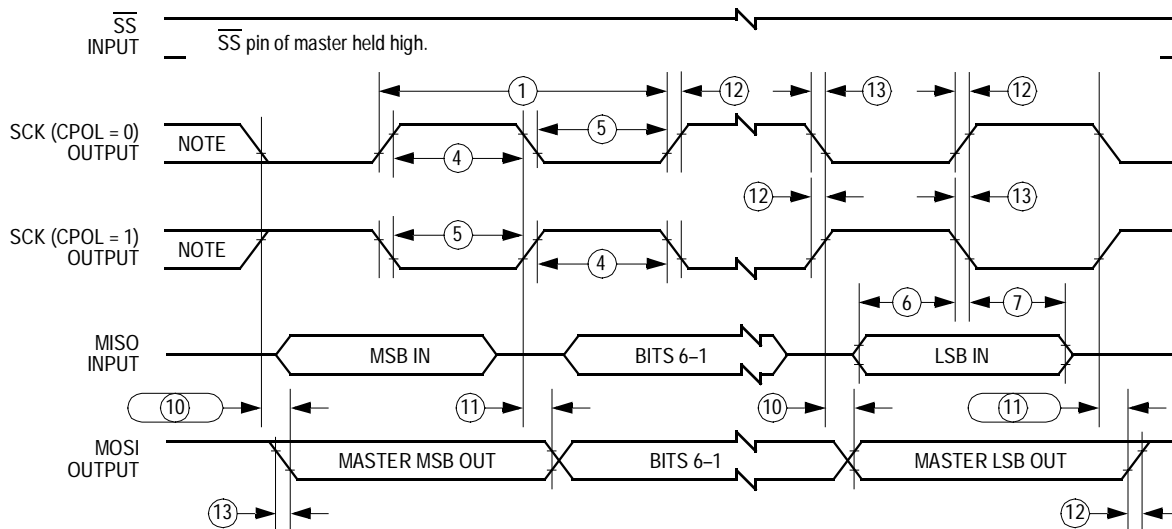 SS
INPUT
SS pin of master held high.
1
12
13
12
SCK (CPOL = 0)
OUTPUT
NOTE
5
4
12
13
SCK (CPOL = 1)
OUTPUT
NOTE
5
4
6
7
MISO
INPUT
MSB IN
BITS 6–1
LSB IN
10
11
10
11
MOSI
OUTPUT
MASTER MSB OUT
BITS 6–1
MASTER LSB OUT
13
12